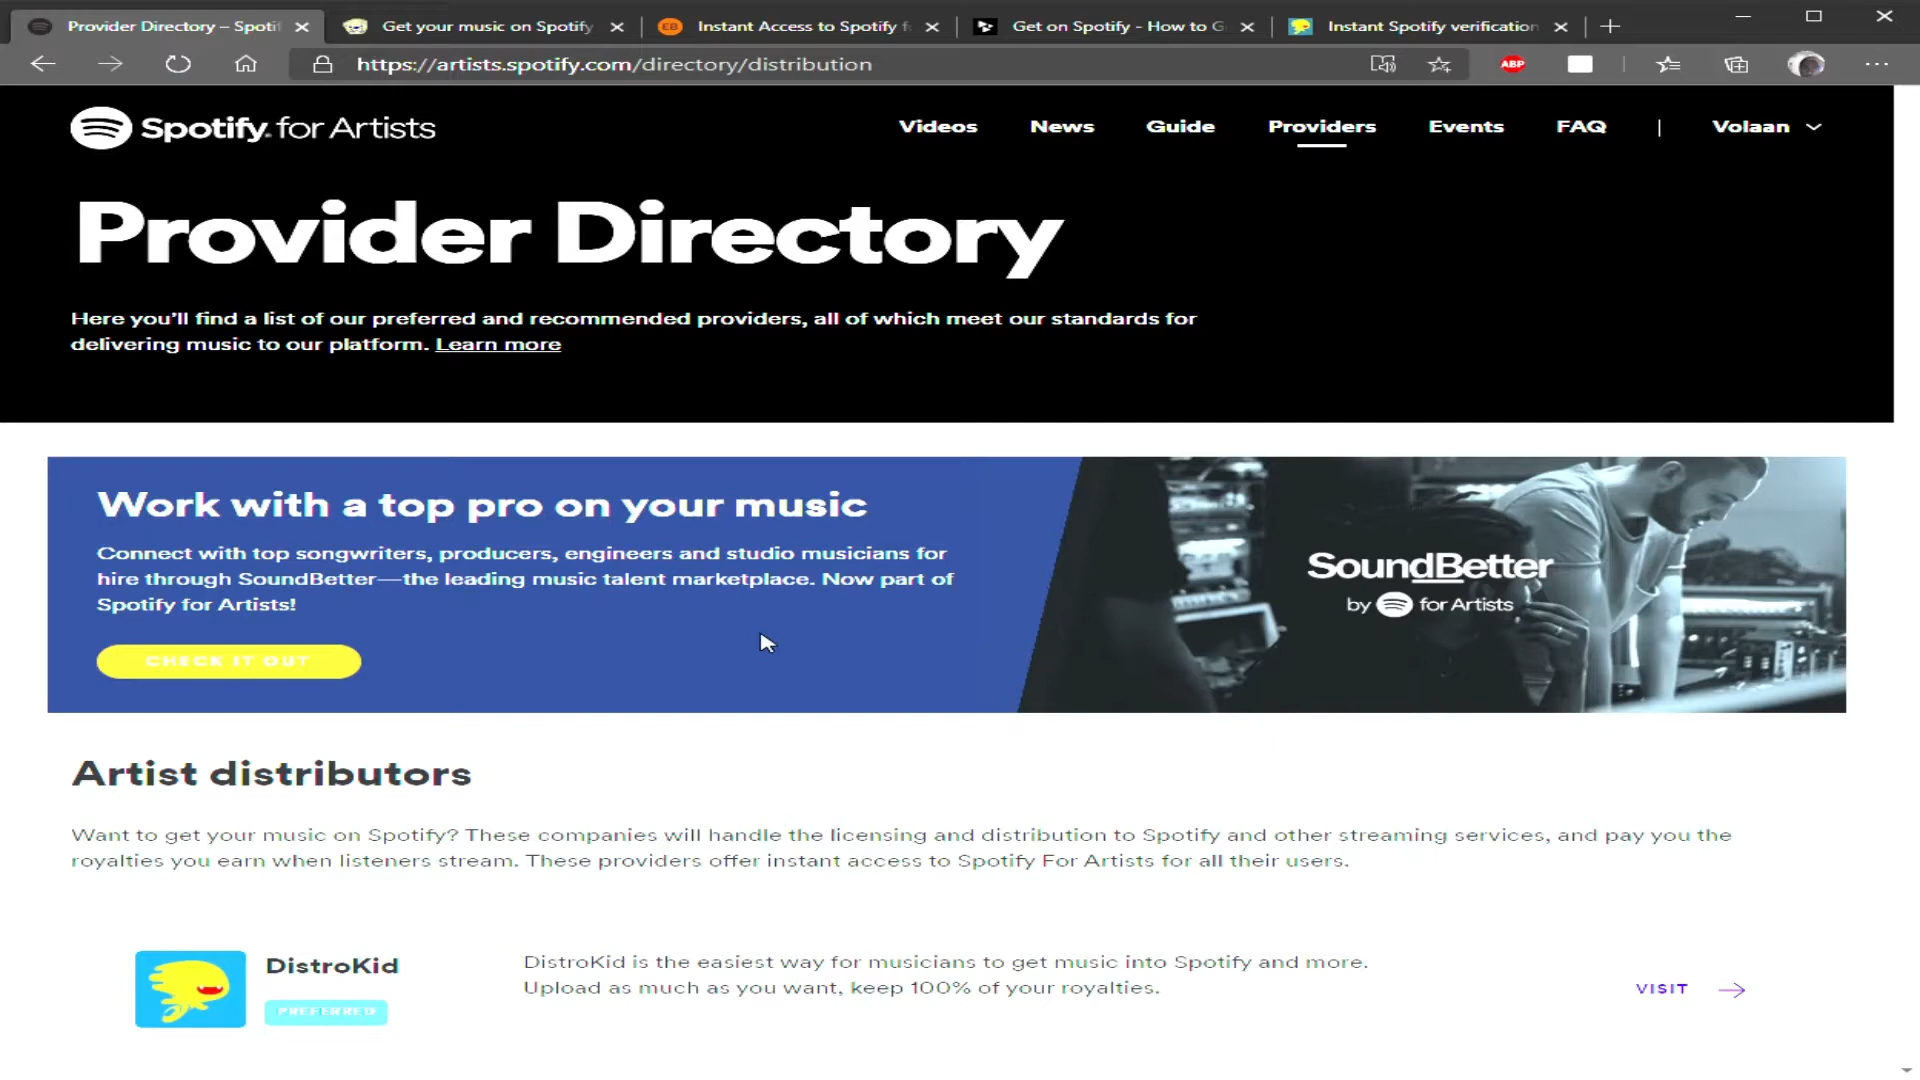 Provider Directory – Spoti
Get your music on Spotify
EB
Instant Access to Spotify f
Get on Spotify - How to G
Instant Spotify verification
https://artists.spotify.com/directory/distribution
ABP
Spotify for Artists
Videos
News
Guide
Providers
Events
FAQ
|
Volaan
Provider Directory
Here you'll find a list of our preferred and recommended providers, all of which meet our standards for
delivering music to our platform. Learn more
Work with a top pro on your music
Connect with top songwriters, producers, engineers and studio musicians for
hire through SoundBetter—the leading music talent marketplace. Now part of
Spotify for Artists!
CHECK IT OUT
SoundBetter
by for Artists
Artist distributors
Want to get your music on Spotify? These companies will handle the licensing and distribution to Spotify and other streaming services, and pay you the
royalties you earn when listeners stream. These providers offer instant access to Spotify For Artists for all their users.
DistroKid
PREFERRED
DistroKid is the easiest way for musicians to get music into Spotify and more.
Upload as much as you want, keep 100% of your royalties.
VISIT